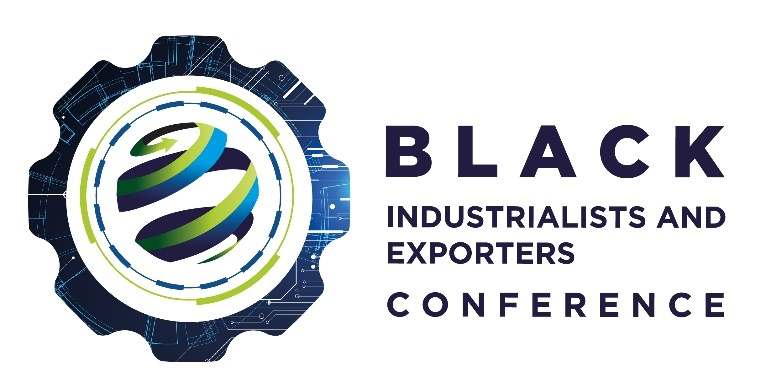 BLACK
INDUSTRIALISTS AND
EXPORTERS
CONFERENCE